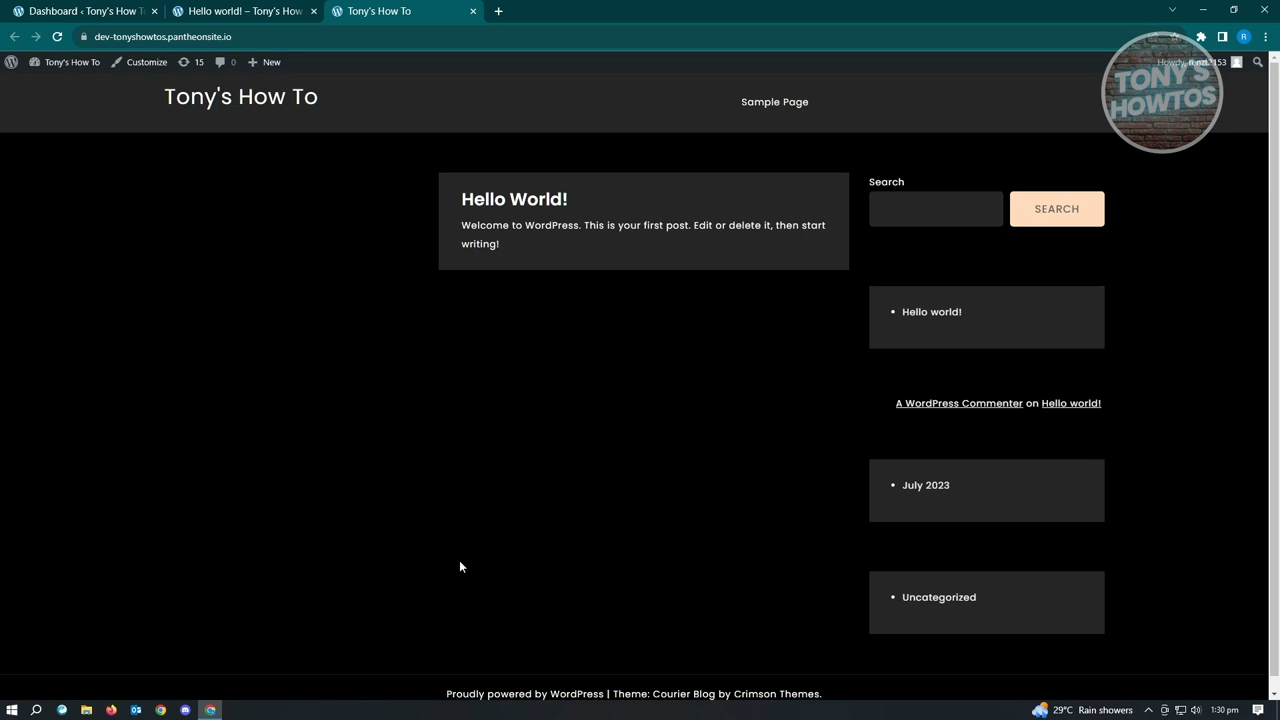 Dashboard ‹ Tony's How To
Hello world! – Tony's How
Tony's How To
dev-tonyshowtos.pantheonsite.io
Tony's How To
Customize
15
0
New
Howdy,
Tony's How To
Sample Page
TONY'S
HOWTOS
Hello World!
Welcome to WordPress. This is your first post. Edit or delete it, then start
writing!
Search
SEARCH
Hello world!
A WordPress Commenter on Hello world!
July 2023
Uncategorized
Proudly powered by WordPress | Theme: Courier Blog by Crimson Themes.
29°C Rain showers
1:30 pm